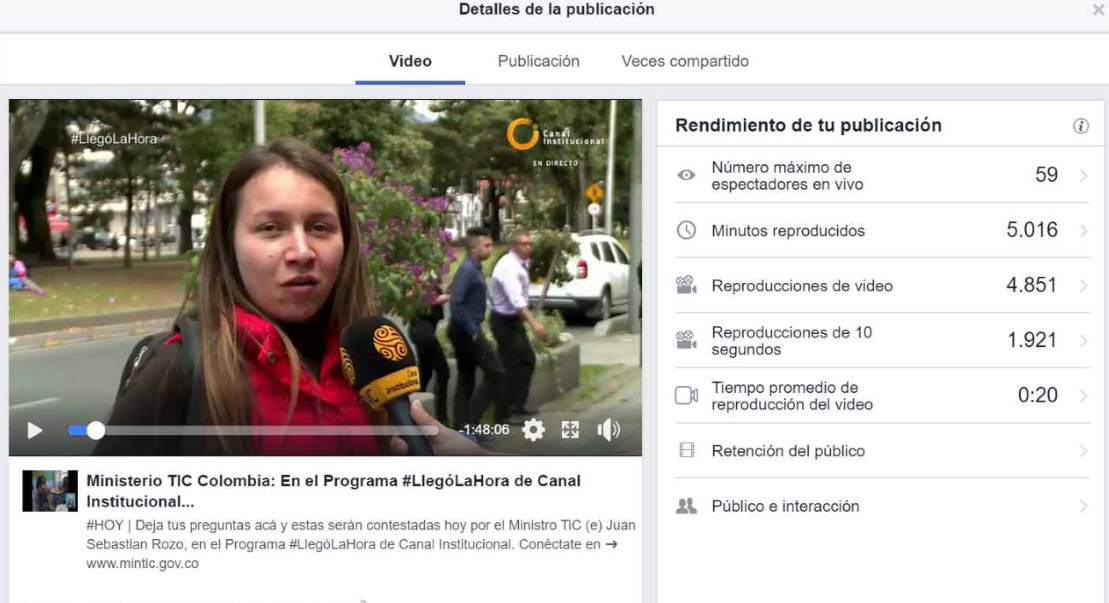 Detalles de la publicación
Video
Publicación
Veces compartido
#LlegóLaHora
Canal
Institucional
EN DIRECTO
Canal
Institucional
TIC
-1:48:06
Ministerio TIC Colombia: En el Programa #LlegóLaHora de Canal
Institucional...
#HOY | Deja tus preguntas acá y estas serán contestadas hoy por el Ministro TiC (e) Juan
Sebastian Rozo, en el Programa #LlegóLaHora de Canal Institucional. Conéctate en →
www.mintic.gov.co
Rendimiento de tu publicación
Número máximo de
espectadores en vivo
59
Minutos reproducidos
5.016
Reproducciones de video
4.851
Reproducciones de 10
segundos
1.921
Tiempo promedio de
reproducción del video
0:20
Retención del público
Público e interacción